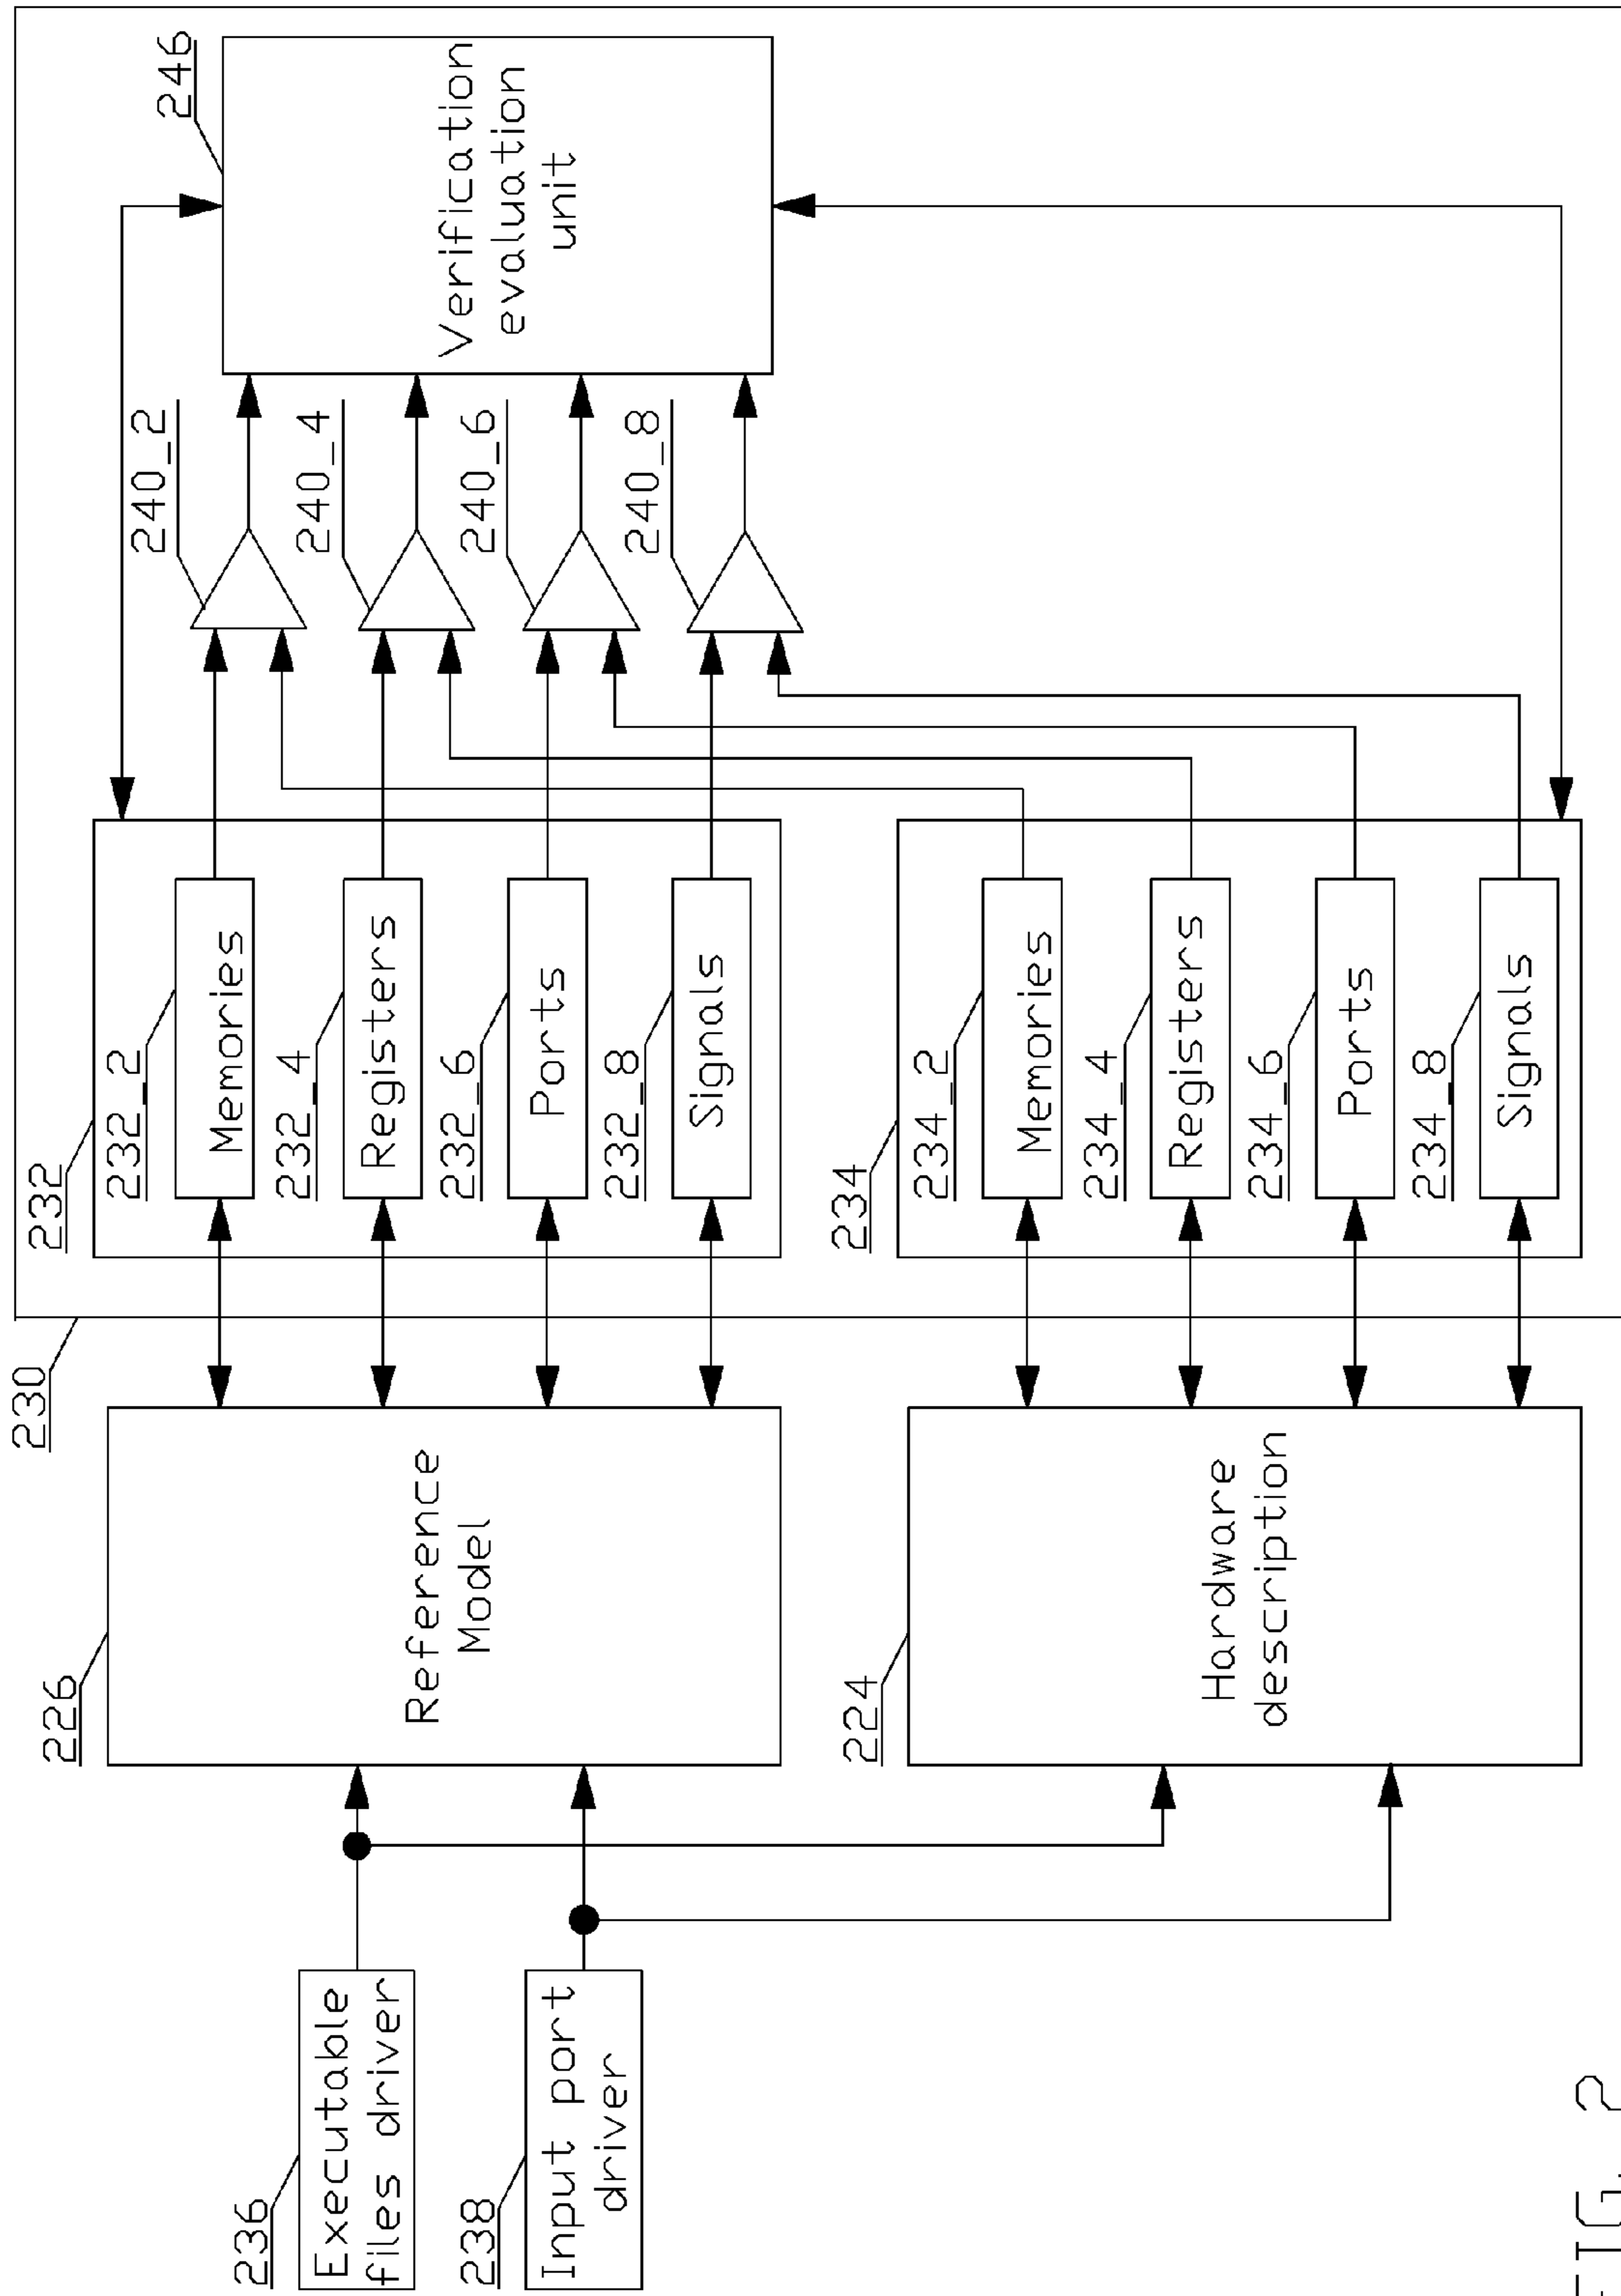 236
Executable
files driver
238
Input port
driver
226
Reference
Model
224
Hardware
description
230
232
232_2
Memories
232_4
Registers
232_6
Ports
232_8
Signals
234
234_2
Memories
234_4
Registers
234_6
Ports
234_8
Signals
240_2
240_4
240_6
240_8
246
Verification
evaluation
unit
FIG. 2